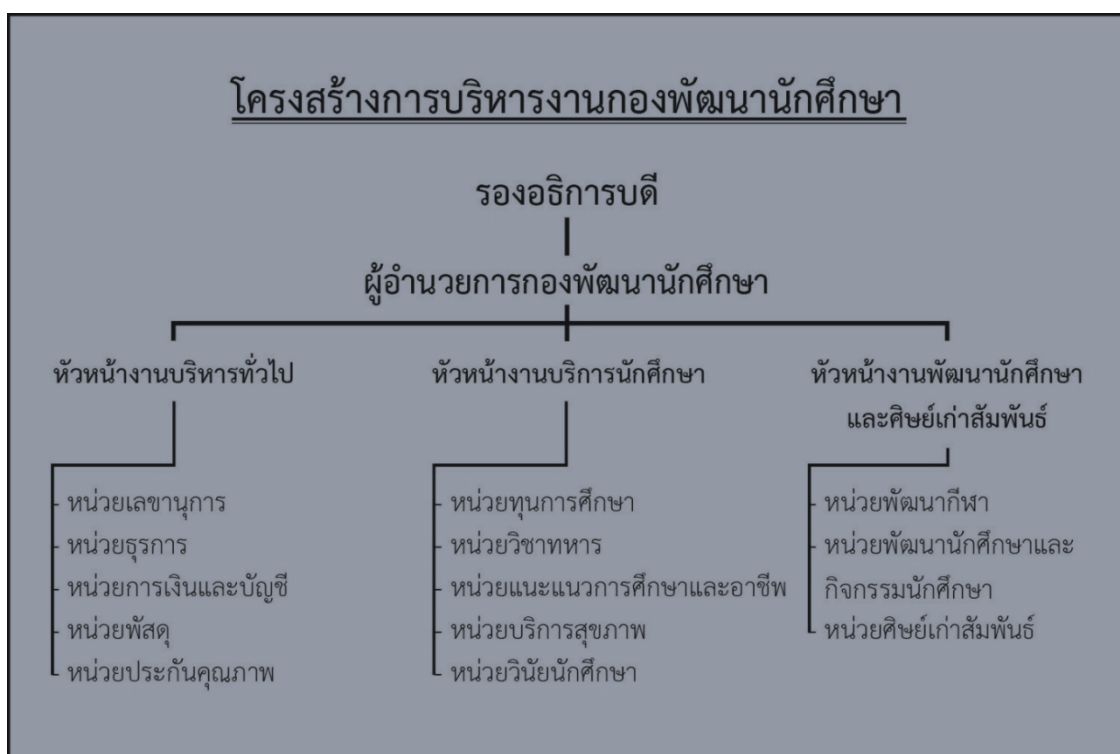 โครงสร้างการบริหารงานกองพัฒนานักศึกษา
รองอธิการบดี
ผู้อำนวยการกองพัฒนานักศึกษา
หัวหน้างานบริหารทั่วไป
- หน่วยเลขานุการ
- หน่วยธุรการ
- หน่วยการเงินและบัญชี
- หน่วยพัสดุ
- หน่วยประกันคุณภาพ
หัวหน้างานบริการนักศึกษา
- หน่วยทุนการศึกษา
- หน่วยวิชาทหาร
- หน่วยแนะแนวการศึกษาและอาชีพ
- หน่วยบริการสุขภาพ
- หน่วยวินัยนักศึกษา
หัวหน้างานพัฒนานักศึกษา
และศิษย์เก่าสัมพันธ์
- หน่วยพัฒนากีฬา
- หน่วยพัฒนานักศึกษาและ
กิจกรรมนักศึกษา
- หน่วยศิษย์เก่าสัมพันธ์